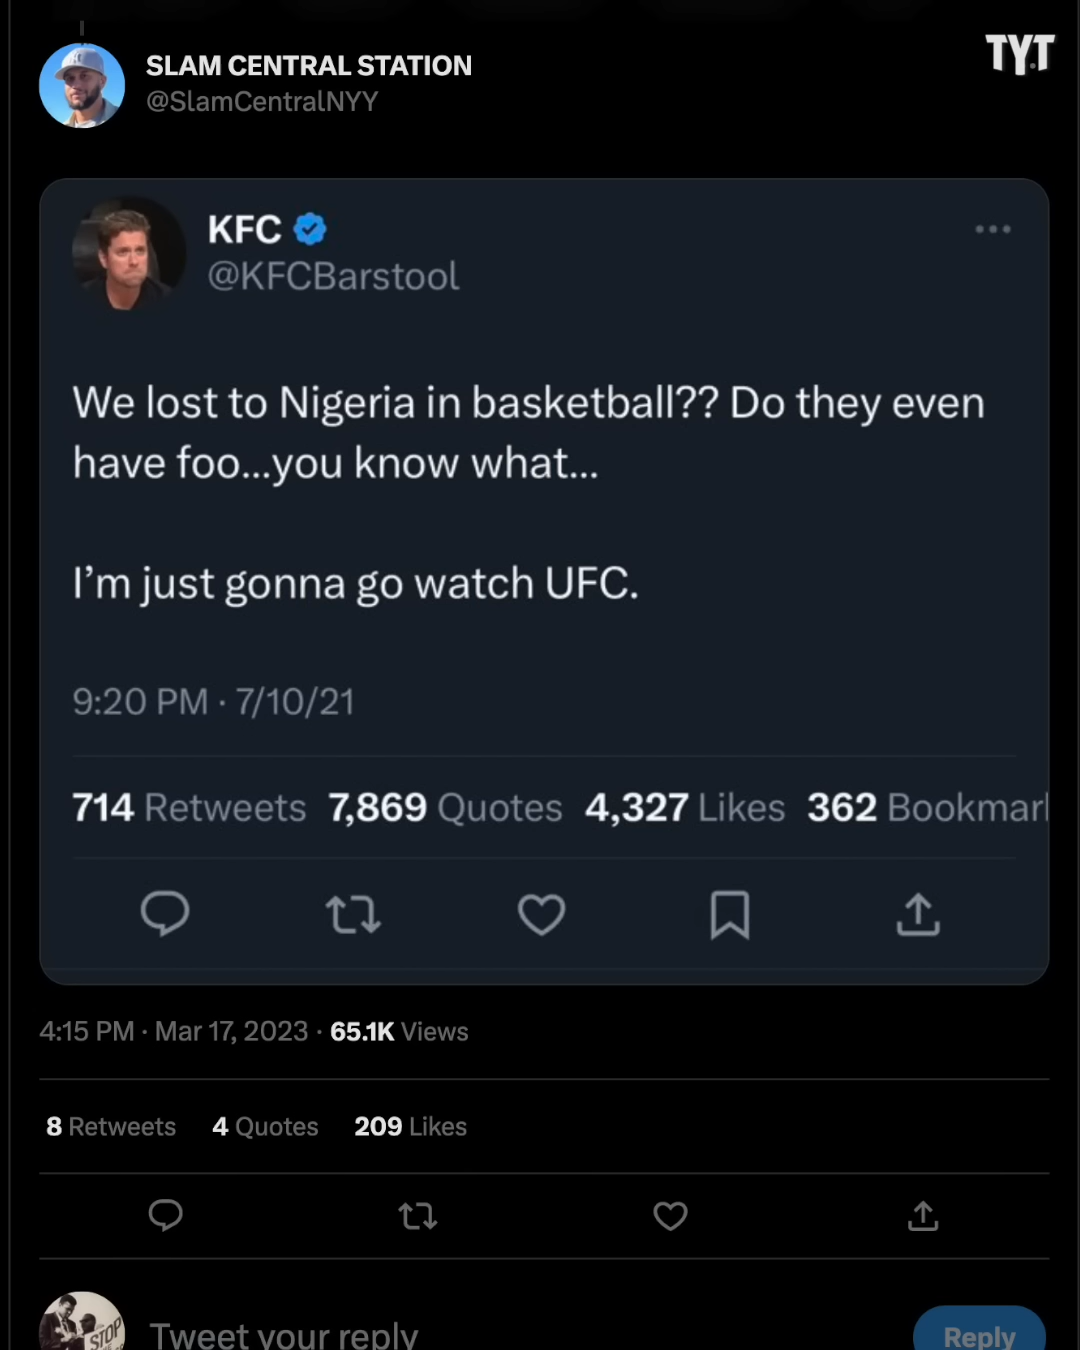 SLAM CENTRAL STATION
@SlamCentralNYY
TYT
KFC
@KFCBarstool
We lost to Nigeria in basketball?? Do they even
have foo...you know what...
I'm just gonna go watch UFC.
9:20 PM · 7/10/21
714 Retweets 7,869 Quotes 4,327 Likes 362 Bookmar
4:15 PM · Mar 17, 2023 · 65.1K Views
8 Retweets 4 Quotes 209 Likes
STOP
Tweet your reply
Reply